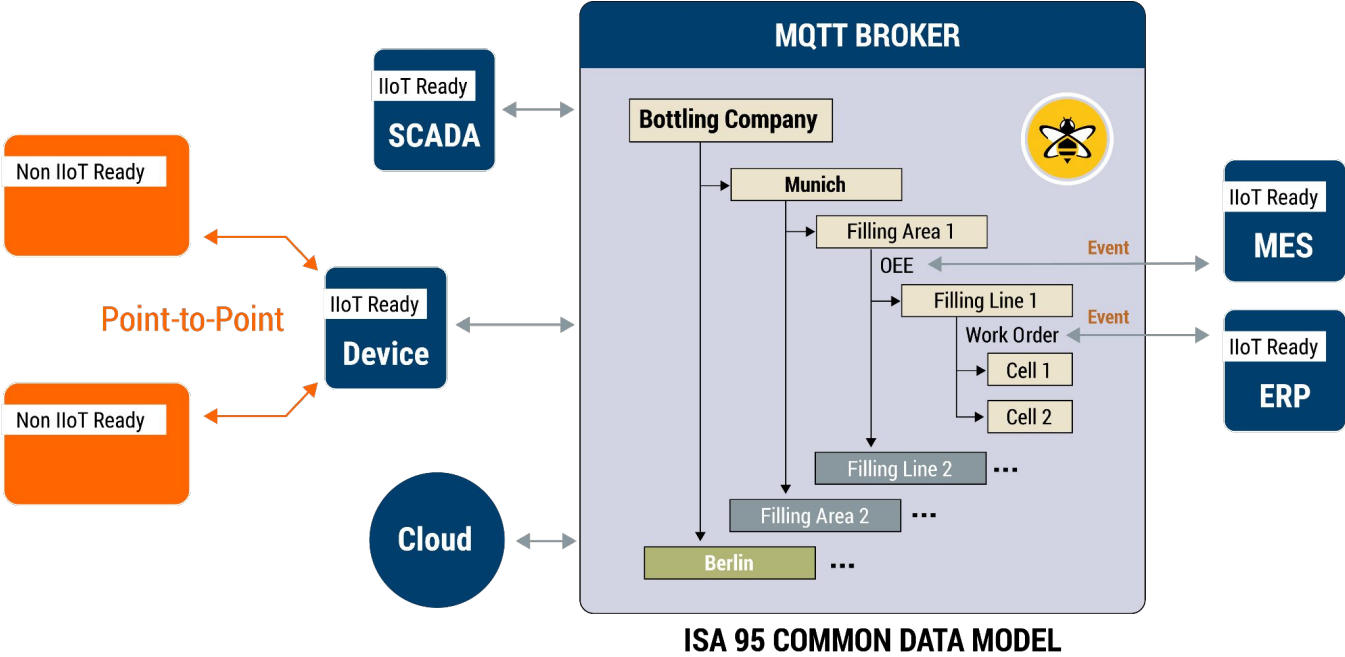 MQTT BROKER
IIoT Ready
SCADA
Non IIoT Ready
Point-to-Point
IIoT Ready
Device
Non IIoT Ready
Cloud
Bottling Company
Munich
Filling Area 1
OEE
Event
Filling Line 1
Work Order
Event
Cell 1
Cell 2
Filling Line 2 ...
Filling Area 2 ...
Berlin ...
IIoT Ready
MES
IIoT Ready
ERP
ISA 95 COMMON DATA MODEL